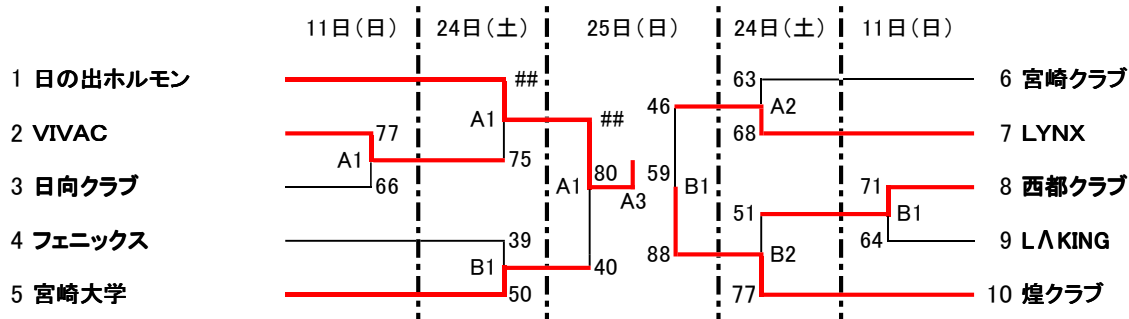 11日(日) 24日(土) 25日(日) 24日(土) 11日(日)
1 日の出ホルモン ## 63 6 宮崎クラブ
A1 ## 46 A2
2 VIVAC 77 68 7 LYNX
A1 75
3 日向クラブ 66 A1 80 A3 59 B1 71 8 西都クラブ
51 B1
4 フェニックス 39 64 9 LΛKING
B1 40 88 B2
5 宮崎大学 50 77 10 煌クラブ